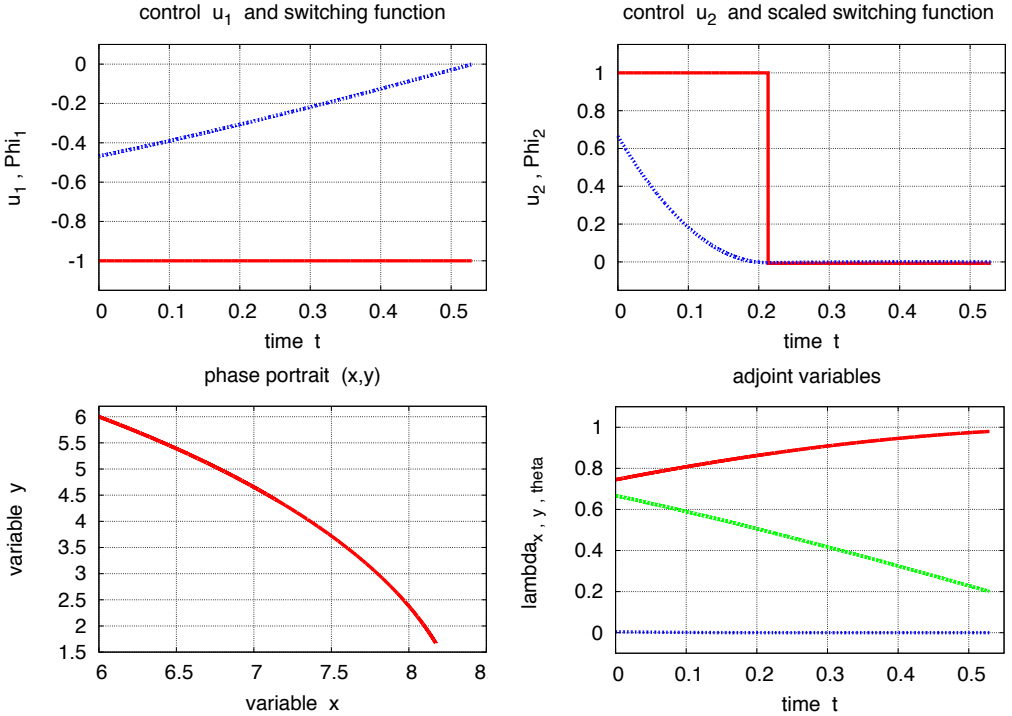 control u₁ and switching function
control u₂ and scaled switching function
0
-0.2
-0.4
-0.6
-0.8
-1
u₁ , Phi₁
0 0.1 0.2 0.3 0.4 0.5
time t
1
0.8
0.6
0.4
0.2
0
u₂ , Phi₂
0 0.1 0.2 0.3 0.4 0.5
time t
phase portrait (x,y)
adjoint variables
6
5.5
5
4.5
4
3.5
3
2.5
2
1.5
variable y
6 6.5 7 7.5 8 8
variable x
1
0.8
0.6
0.4
0.2
0
lambdaₓ , y , theta
0 0.1 0.2 0.3 0.4 0.5
time t